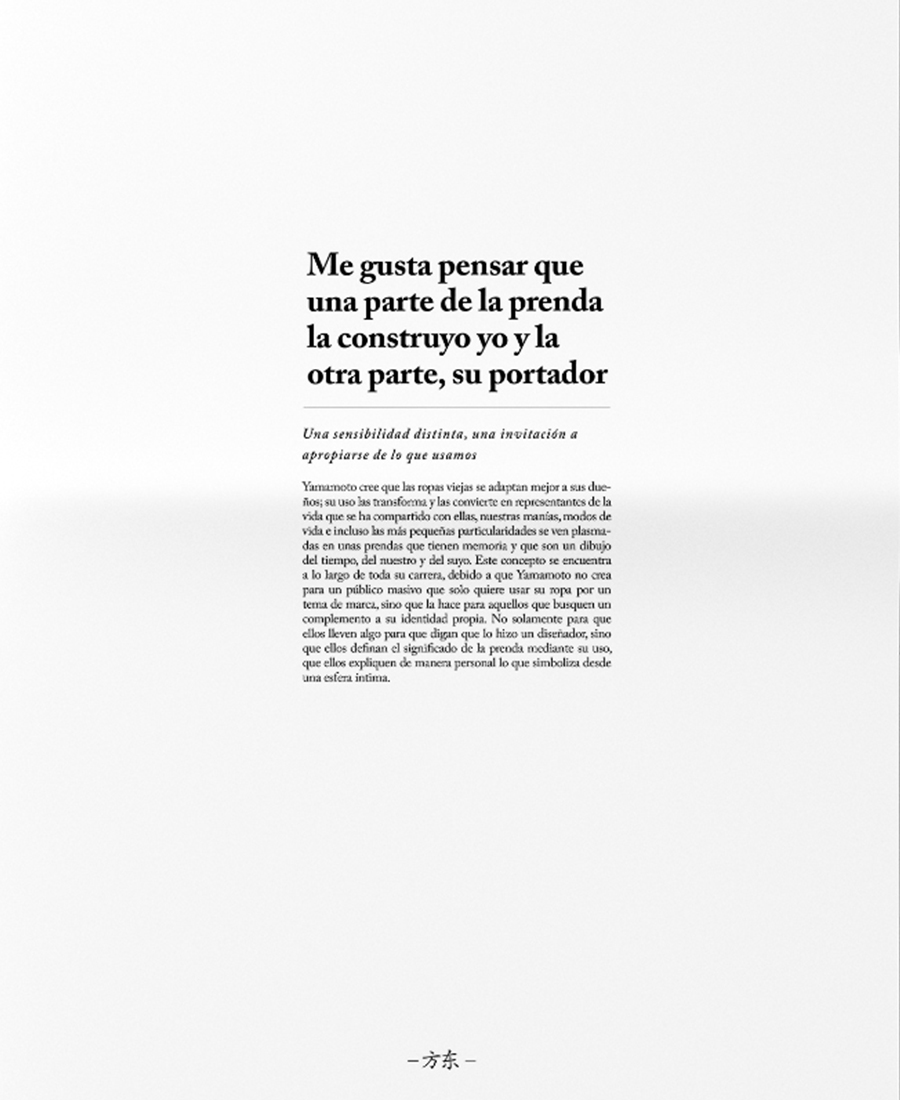 Me gusta pensar que
una parte de la prenda
la construyo yo y la
otra parte, su portador
Una sensibilidad distinta, una invitación a
apropiarse de lo que usamos
Yamamoto cree que las ropas viejas se adaptan mejor a sus due-
ños; su uso las transforma y las convierte en representantes de la
vida que se ha compartido con ellas, nuestras manías, modos de
vida e incluso las más pequeñas particularidades se ven plasma-
das en unas prendas que tienen memoria y que son un dibujo
del tiempo, del nuestro y del suyo. Este concepto se encuentra
a lo largo de toda su carrera, debido a que Yamamoto no crea
para un público masivo que solo quiere usar su ropa por un
tema de marca, sino que la hace para aquellos que busquen un
complemento a su identidad propia. No solamente para que
ellos lleven algo para que digan que lo hizo un diseñador, sino
que ellos definan el significado de la prenda mediante su uso,
que ellos expliquen de manera personal lo que simboliza desde
una esfera intima.
– 方东 –